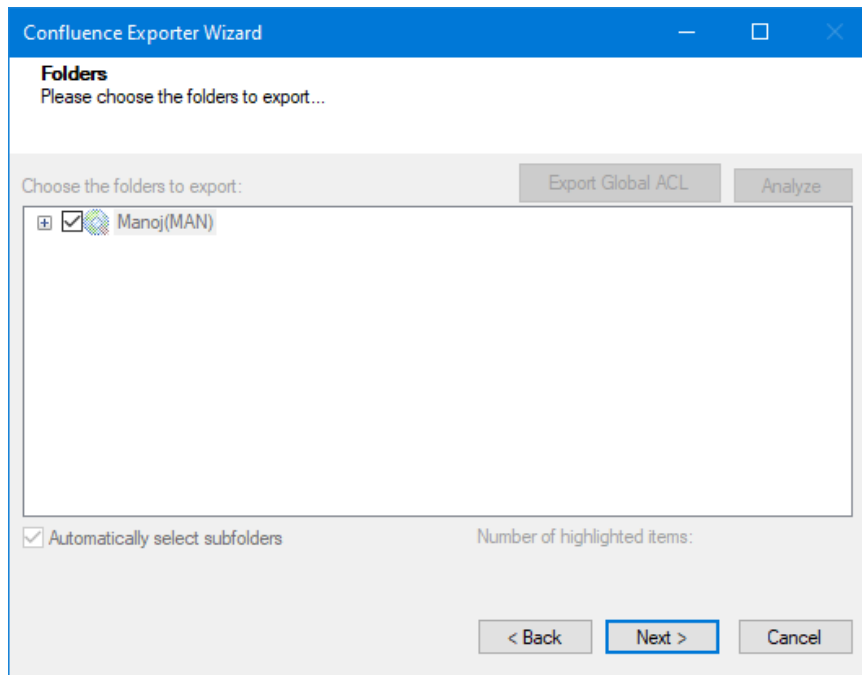 Confluence Exporter Wizard
Folders
Please choose the folders to export...
Choose the folders to export:
Export Global ACL
Analyze
Manoj(MAN)
Automatically select subfolders
Number of highlighted items:
< Back
Next >
Cancel